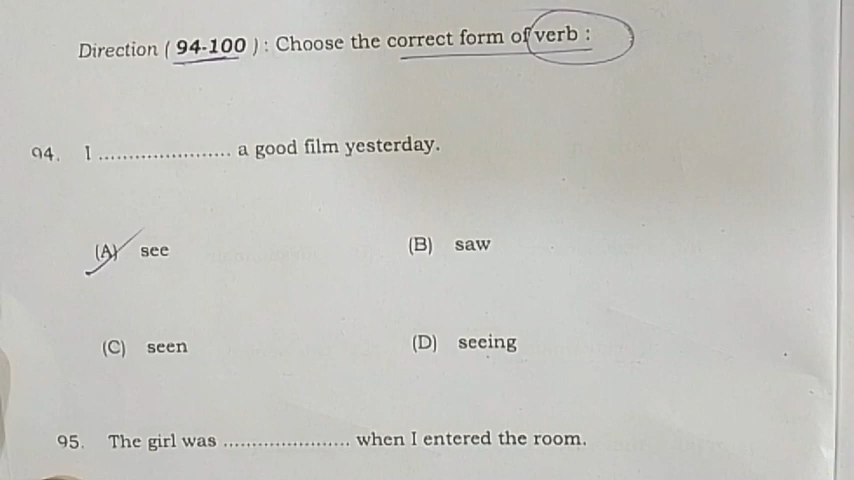 Direction ( 94-100 ) : Choose the correct form of verb :
94. I ....................... a good film yesterday.
(A) see (B) saw
(C) seen (D) seeing
95. The girl was ...................... when I entered the room.